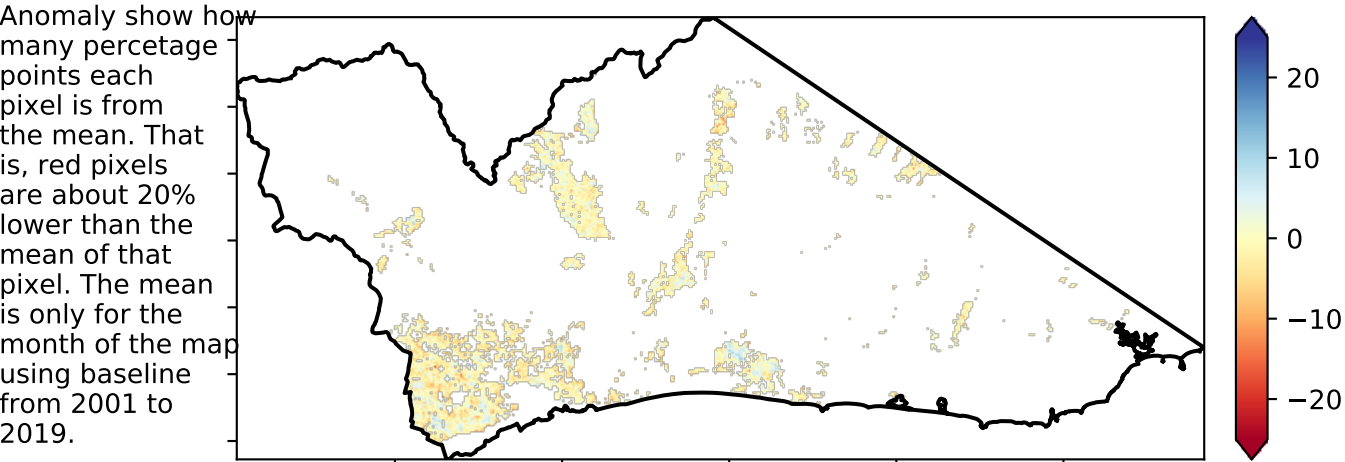 Anomaly show how
many percetage
points each
pixel is from
the mean. That
is, red pixels
are about 20%
lower than the
mean of that
pixel. The mean
is only for the
month of the map
using baseline
from 2001 to
2019.
20
10
0
−10
−20